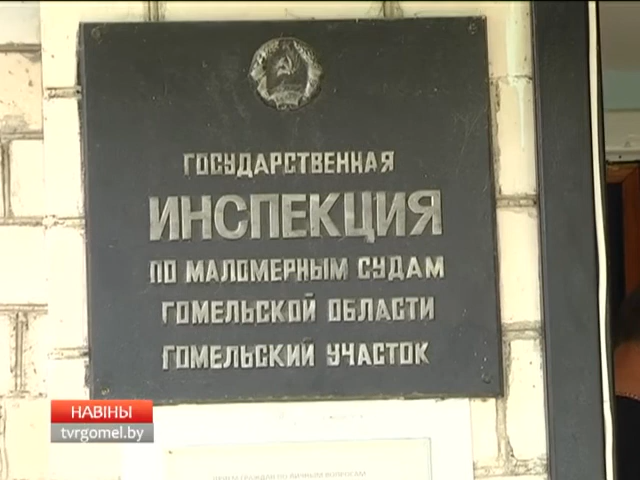 ГОСУДАРСТВЕННАЯ
ИНСПЕКЦИЯ
ПО МАЛОМЕРНЫМ СУДАМ
ГОМЕЛЬСКОЙ ОБЛАСТИ
ГОМЕЛЬСКИЙ УЧАСТОК
НАВІНЫ
tvrgomel.by